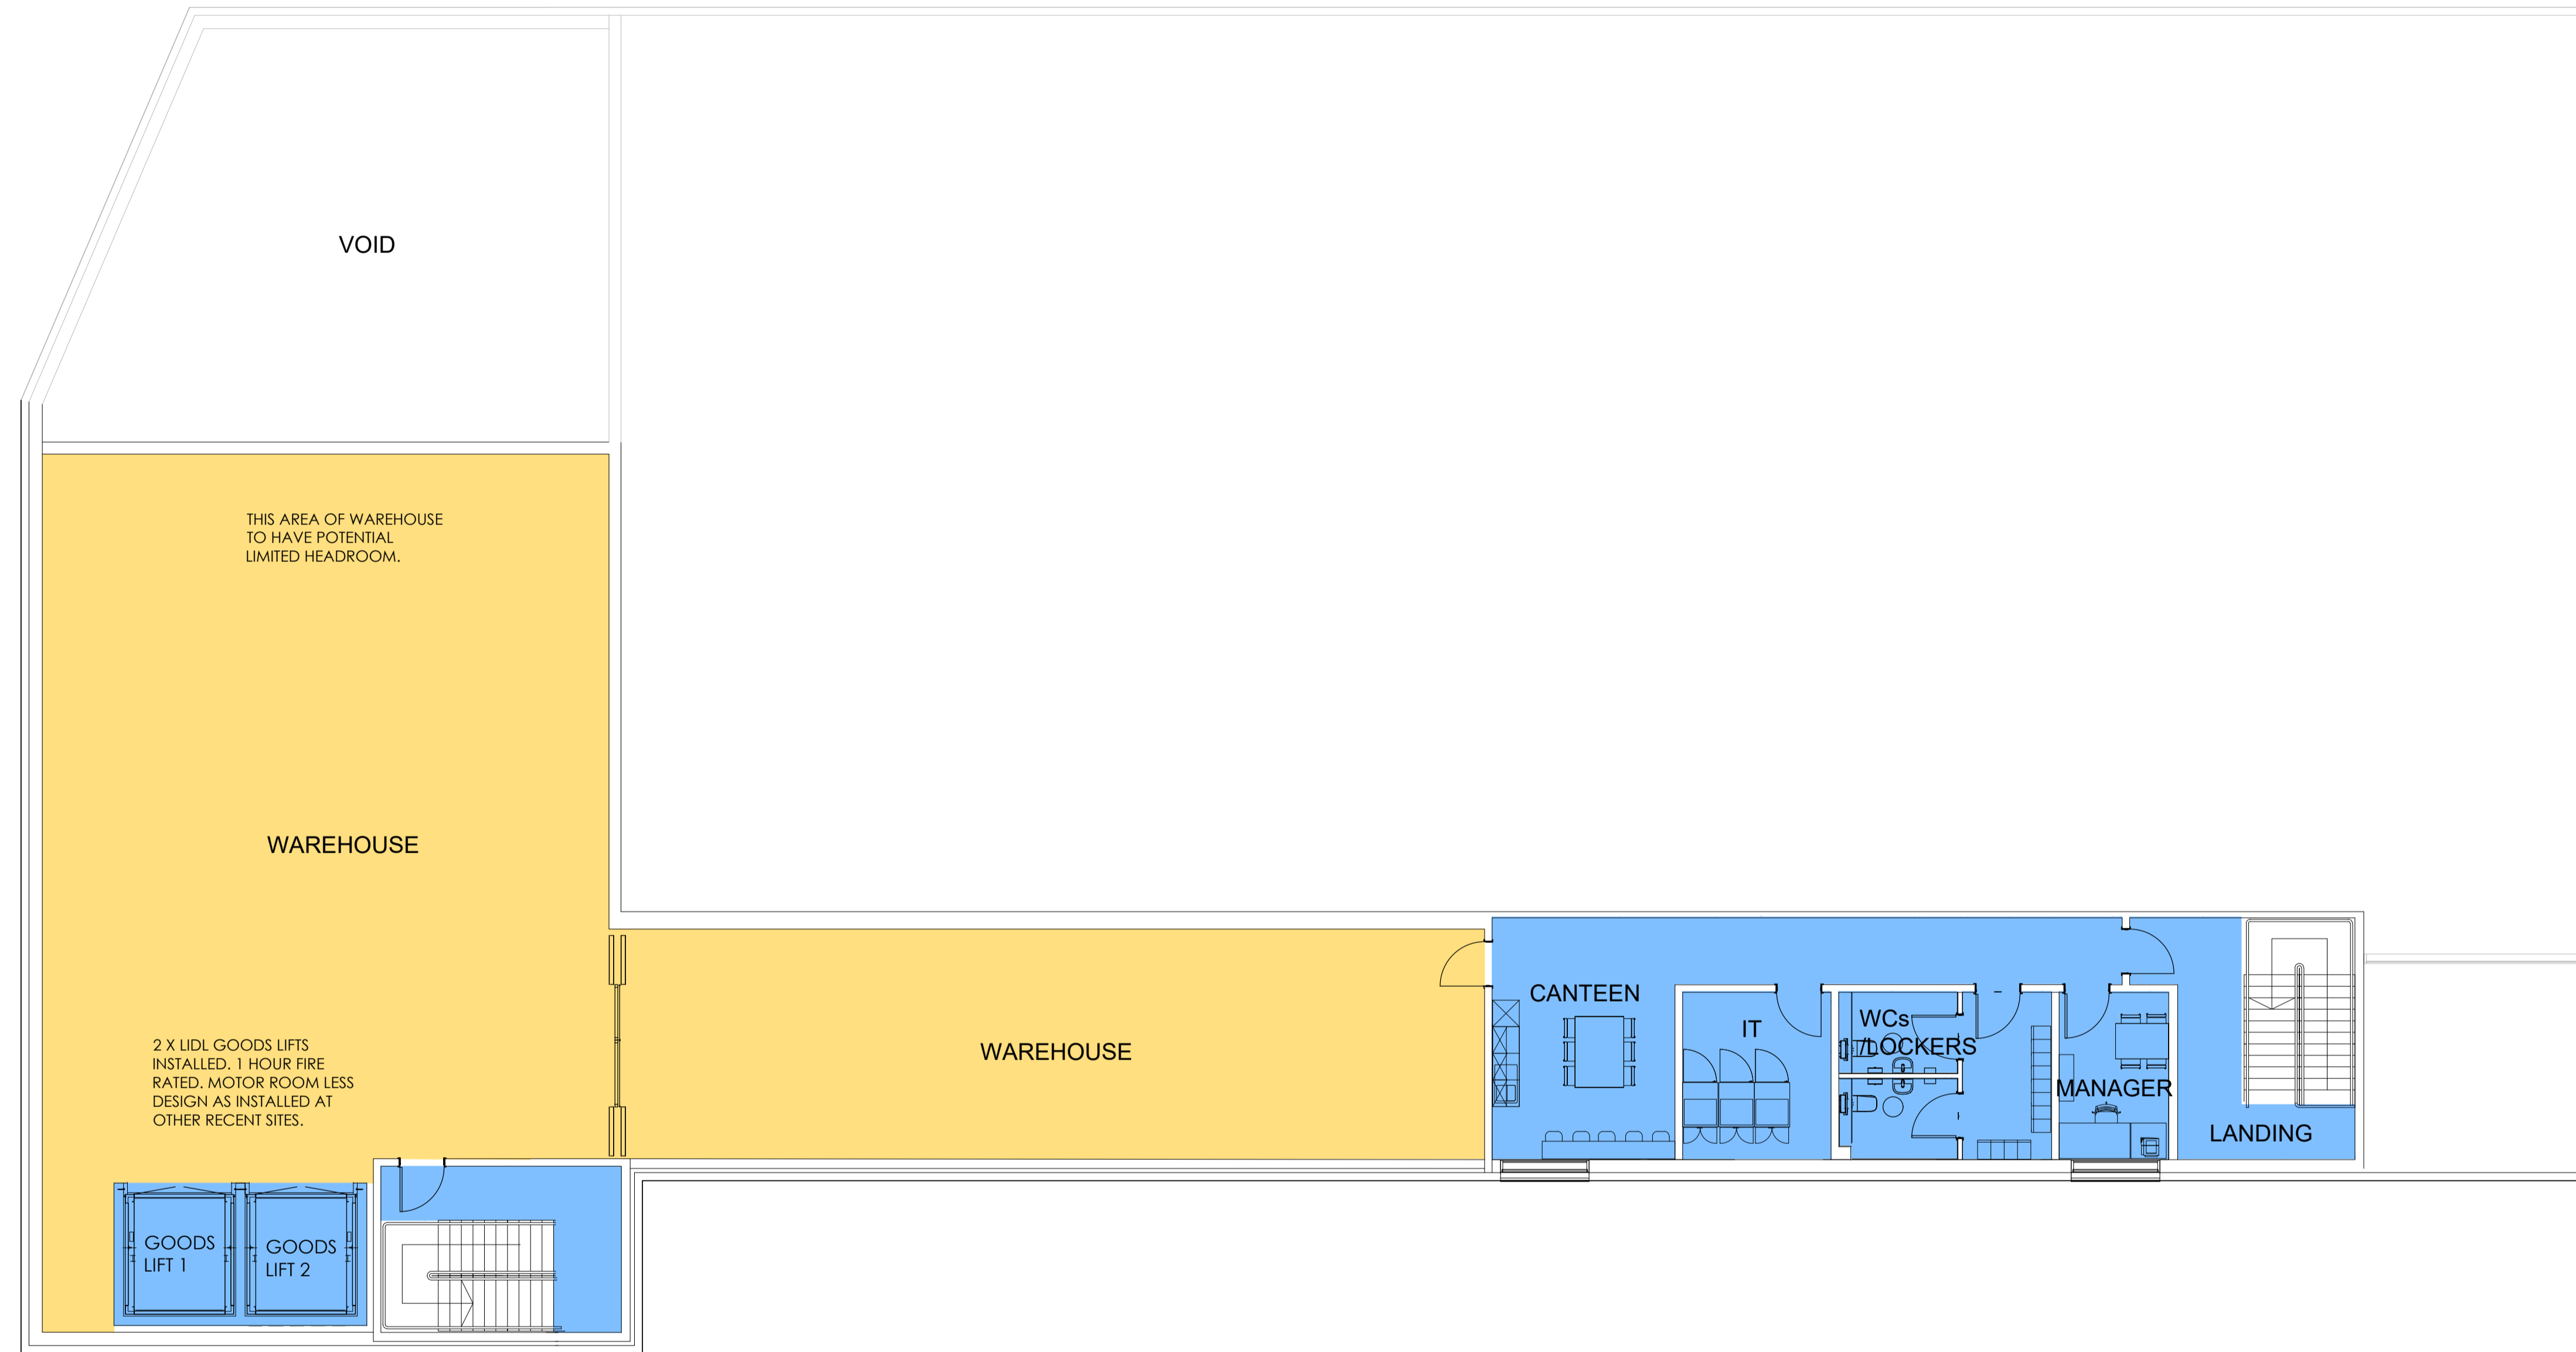 VOID
THIS AREA OF WAREHOUSE
TO HAVE POTENTIAL
LIMITED HEADROOM.
WAREHOUSE
2 X LIDL GOODS LIFTS
INSTALLED. 1 HOUR FIRE
RATED. MOTOR ROOM LESS
DESIGN AS INSTALLED AT
OTHER RECENT SITES.
GOODS
LIFT 1
GOODS
LIFT 2
WAREHOUSE
CANTEEN
IT
WCs
/LOCKERS
MANAGER
LANDING